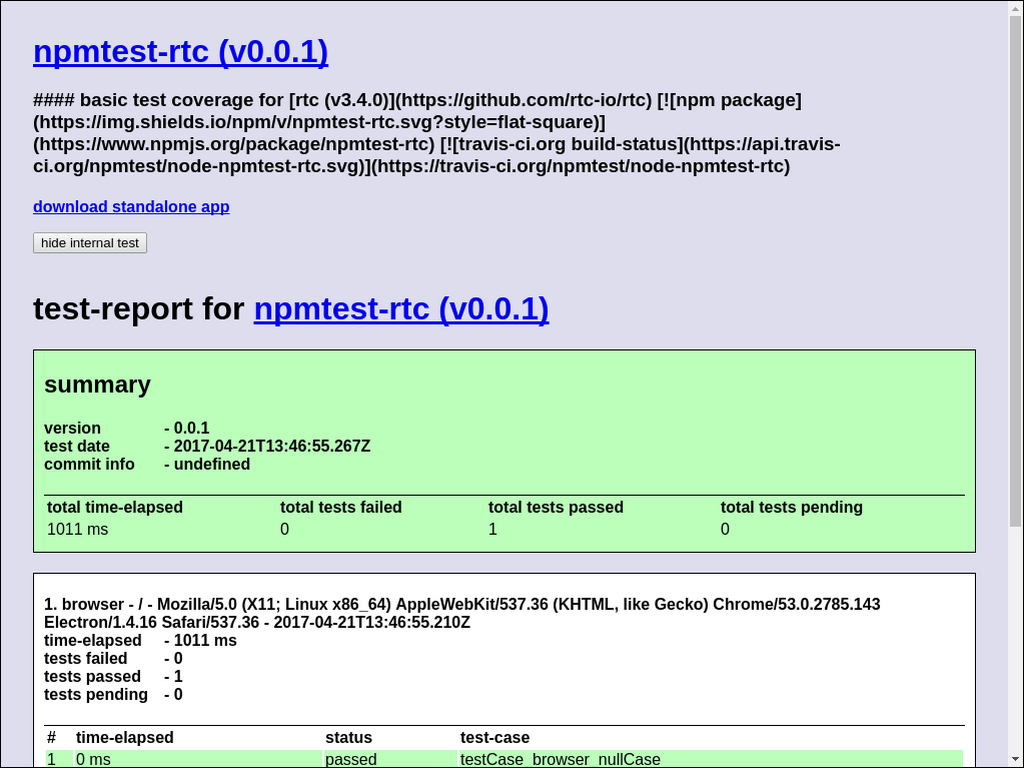 npmtest-rtc (v0.0.1)
#### basic test coverage for [rtc (v3.4.0)](https://github.com/rtc-io/rtc) [![npm package]
(https://img.shields.io/npm/v/npmtest-rtc.svg?style=flat-square)]
(https://www.npmjs.org/package/npmtest-rtc) [![travis-ci.org build-status](https://api.travis-
ci.org/npmtest/node-npmtest-rtc.svg)](https://travis-ci.org/npmtest/node-npmtest-rtc)
download standalone app
hide internal test
test-report for npmtest-rtc (v0.0.1)
summary
version - 0.0.1
test date - 2017-04-21T13:46:55.267Z
commit info - undefined
total time-elapsed total tests failed total tests passed total tests pending
1011 ms 0 1 0
1. browser - / - Mozilla/5.0 (X11; Linux x86_64) AppleWebKit/537.36 (KHTML, like Gecko) Chrome/53.0.2785.143
Electron/1.4.16 Safari/537.36 - 2017-04-21T13:46:55.210Z
time-elapsed - 1011 ms
tests failed - 0
tests passed - 1
tests pending - 0
# time-elapsed status test-case
1 0 ms passed testCase_browser_nullCase